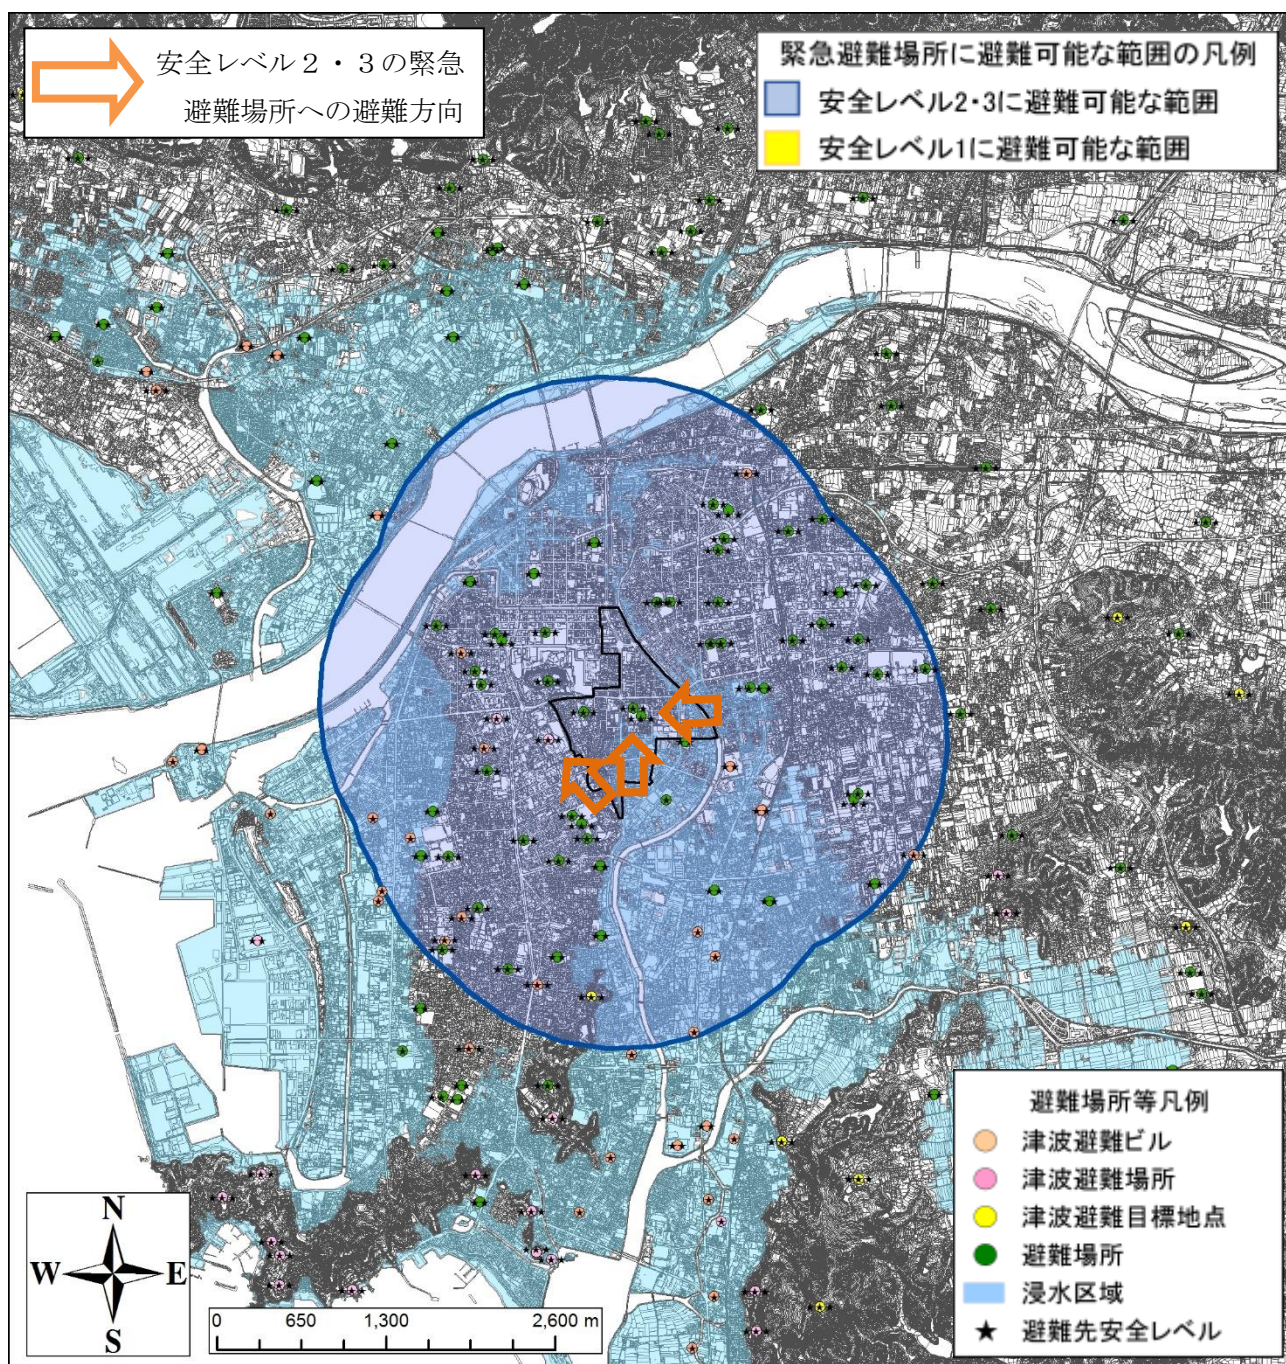 安全レベル２・３の緊急
避難場所への避難方向
緊急避難場所に避難可能な範囲の凡例
安全レベル2・3に避難可能な範囲
安全レベル1に避難可能な範囲
避難場所等凡例
津波避難ビル
津波避難場所
津波避難目標地点
避難場所
浸水区域
★ 避難先安全レベル
N
W E
S
0 650 1,300 2,600 m